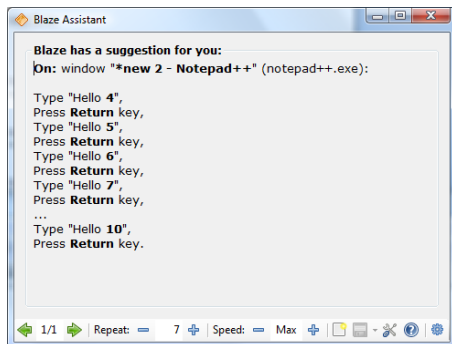 Blaze Assistant
Blaze has a suggestion for you:
On: window "*new 2 - Notepad++" (notepad++.exe):
Type "Hello 4",
Press Return key,
Type "Hello 5",
Press Return key,
Type "Hello 6",
Press Return key,
Type "Hello 7",
Press Return key,
...
Type "Hello 10",
Press Return key.
1/1 Repeat: 7 Speed: Max